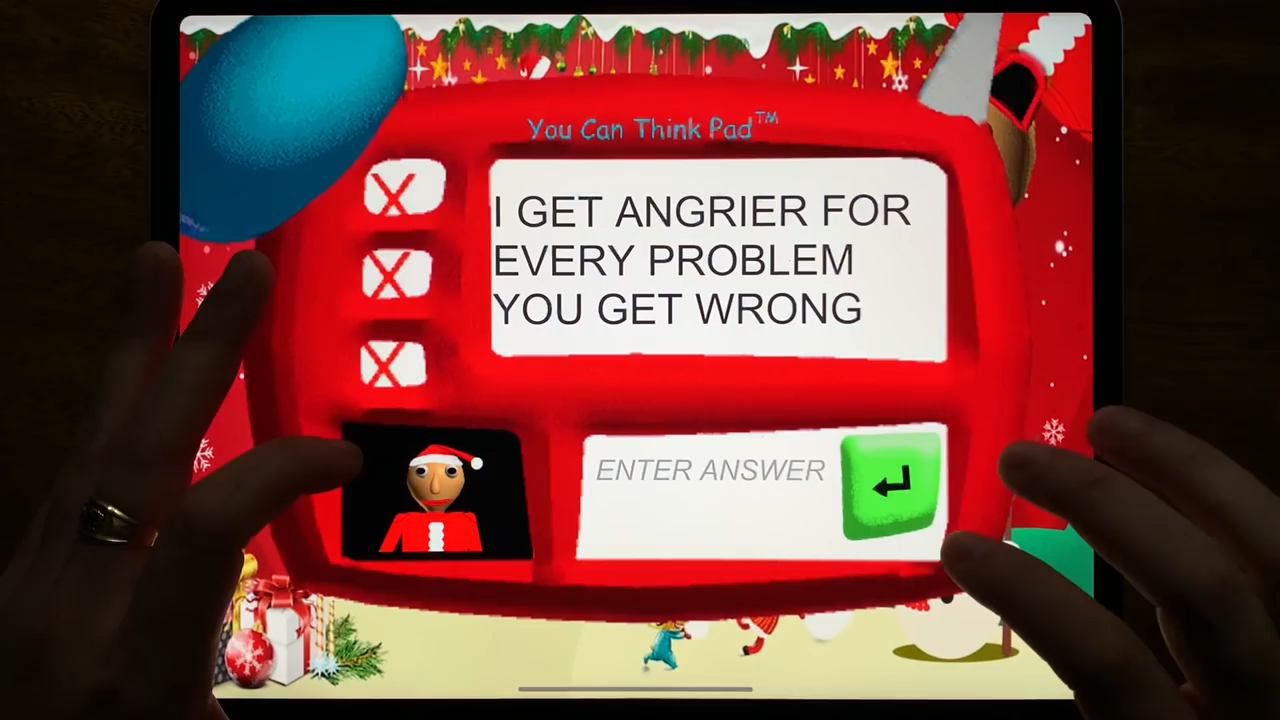 You Can Think Pad™
I GET ANGRIER FOR
EVERY PROBLEM
YOU GET WRONG
ENTER ANSWER